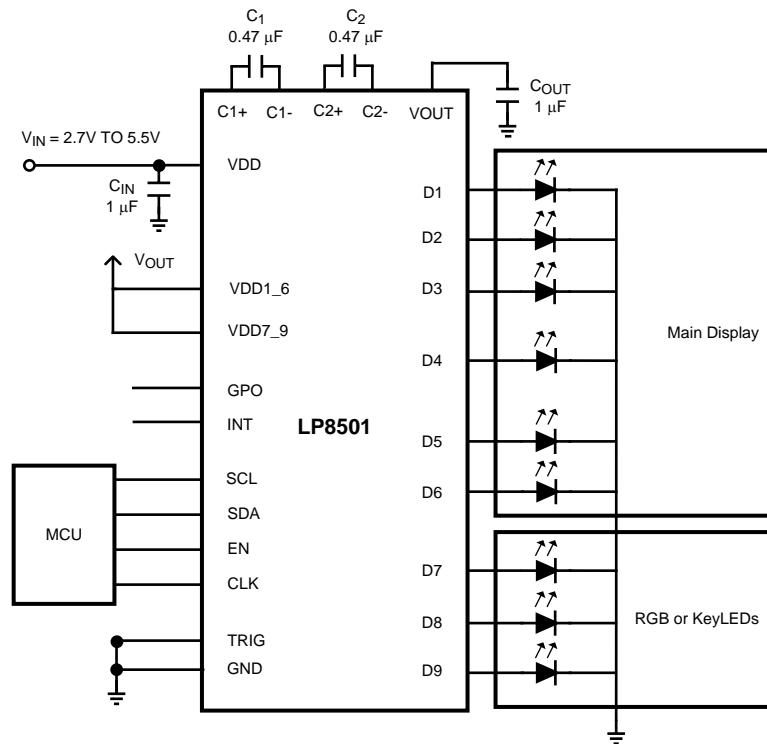 C1
0.47 µF
C2
0.47 µF
C1+
C1-
C2+
C2-
VOUT
COUT
1 µF
VIN = 2.7V TO 5.5V
VDD
CIN
1 µF
VOUT
VDD1_6
VDD7_9
GPO
INT
LP8501
MCU
SCL
SDA
EN
CLK
TRIG
GND
D1
D2
D3
D4
D5
D6
D7
D8
D9
Main Display
RGB or KeyLEDs